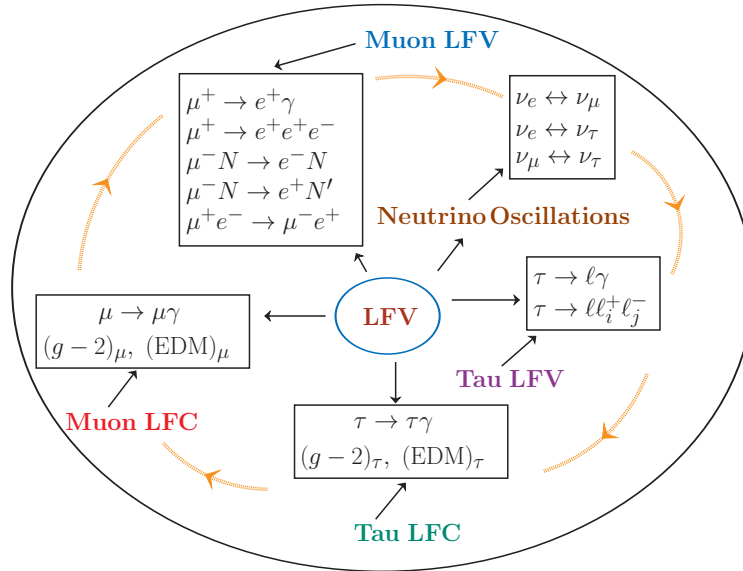 Muon LFV
μ⁺ → e⁺γ
μ⁺ → e⁺e⁺e⁻
μ⁻N → e⁻N
μ⁻N → e⁺N′
μ⁺e⁻ → μ⁻e⁺
νₑ ↔ ν_μ
νₑ ↔ ν_τ
ν_μ ↔ ν_τ
Neutrino Oscillations
LFV
τ → ℓγ
τ → ℓℓᵢ⁺ℓⱼ⁻
Tau LFV
μ → μγ
(g − 2)_μ, (EDM)_μ
Muon LFC
τ → τγ
(g − 2)_τ, (EDM)_τ
Tau LFC